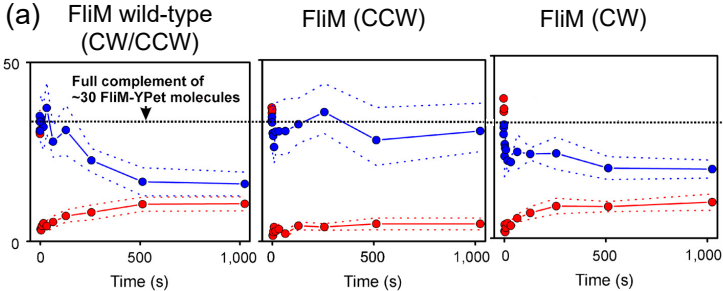 (a)
FliM wild-type
(CW/CCW)
FliM (CCW)
FliM (CW)
50
Full complement of
~30 FliM-YPet molecules
0
0 500 1,000
0 500 1,000
0 500 1,000
Time (s)
Time (s)
Time (s)